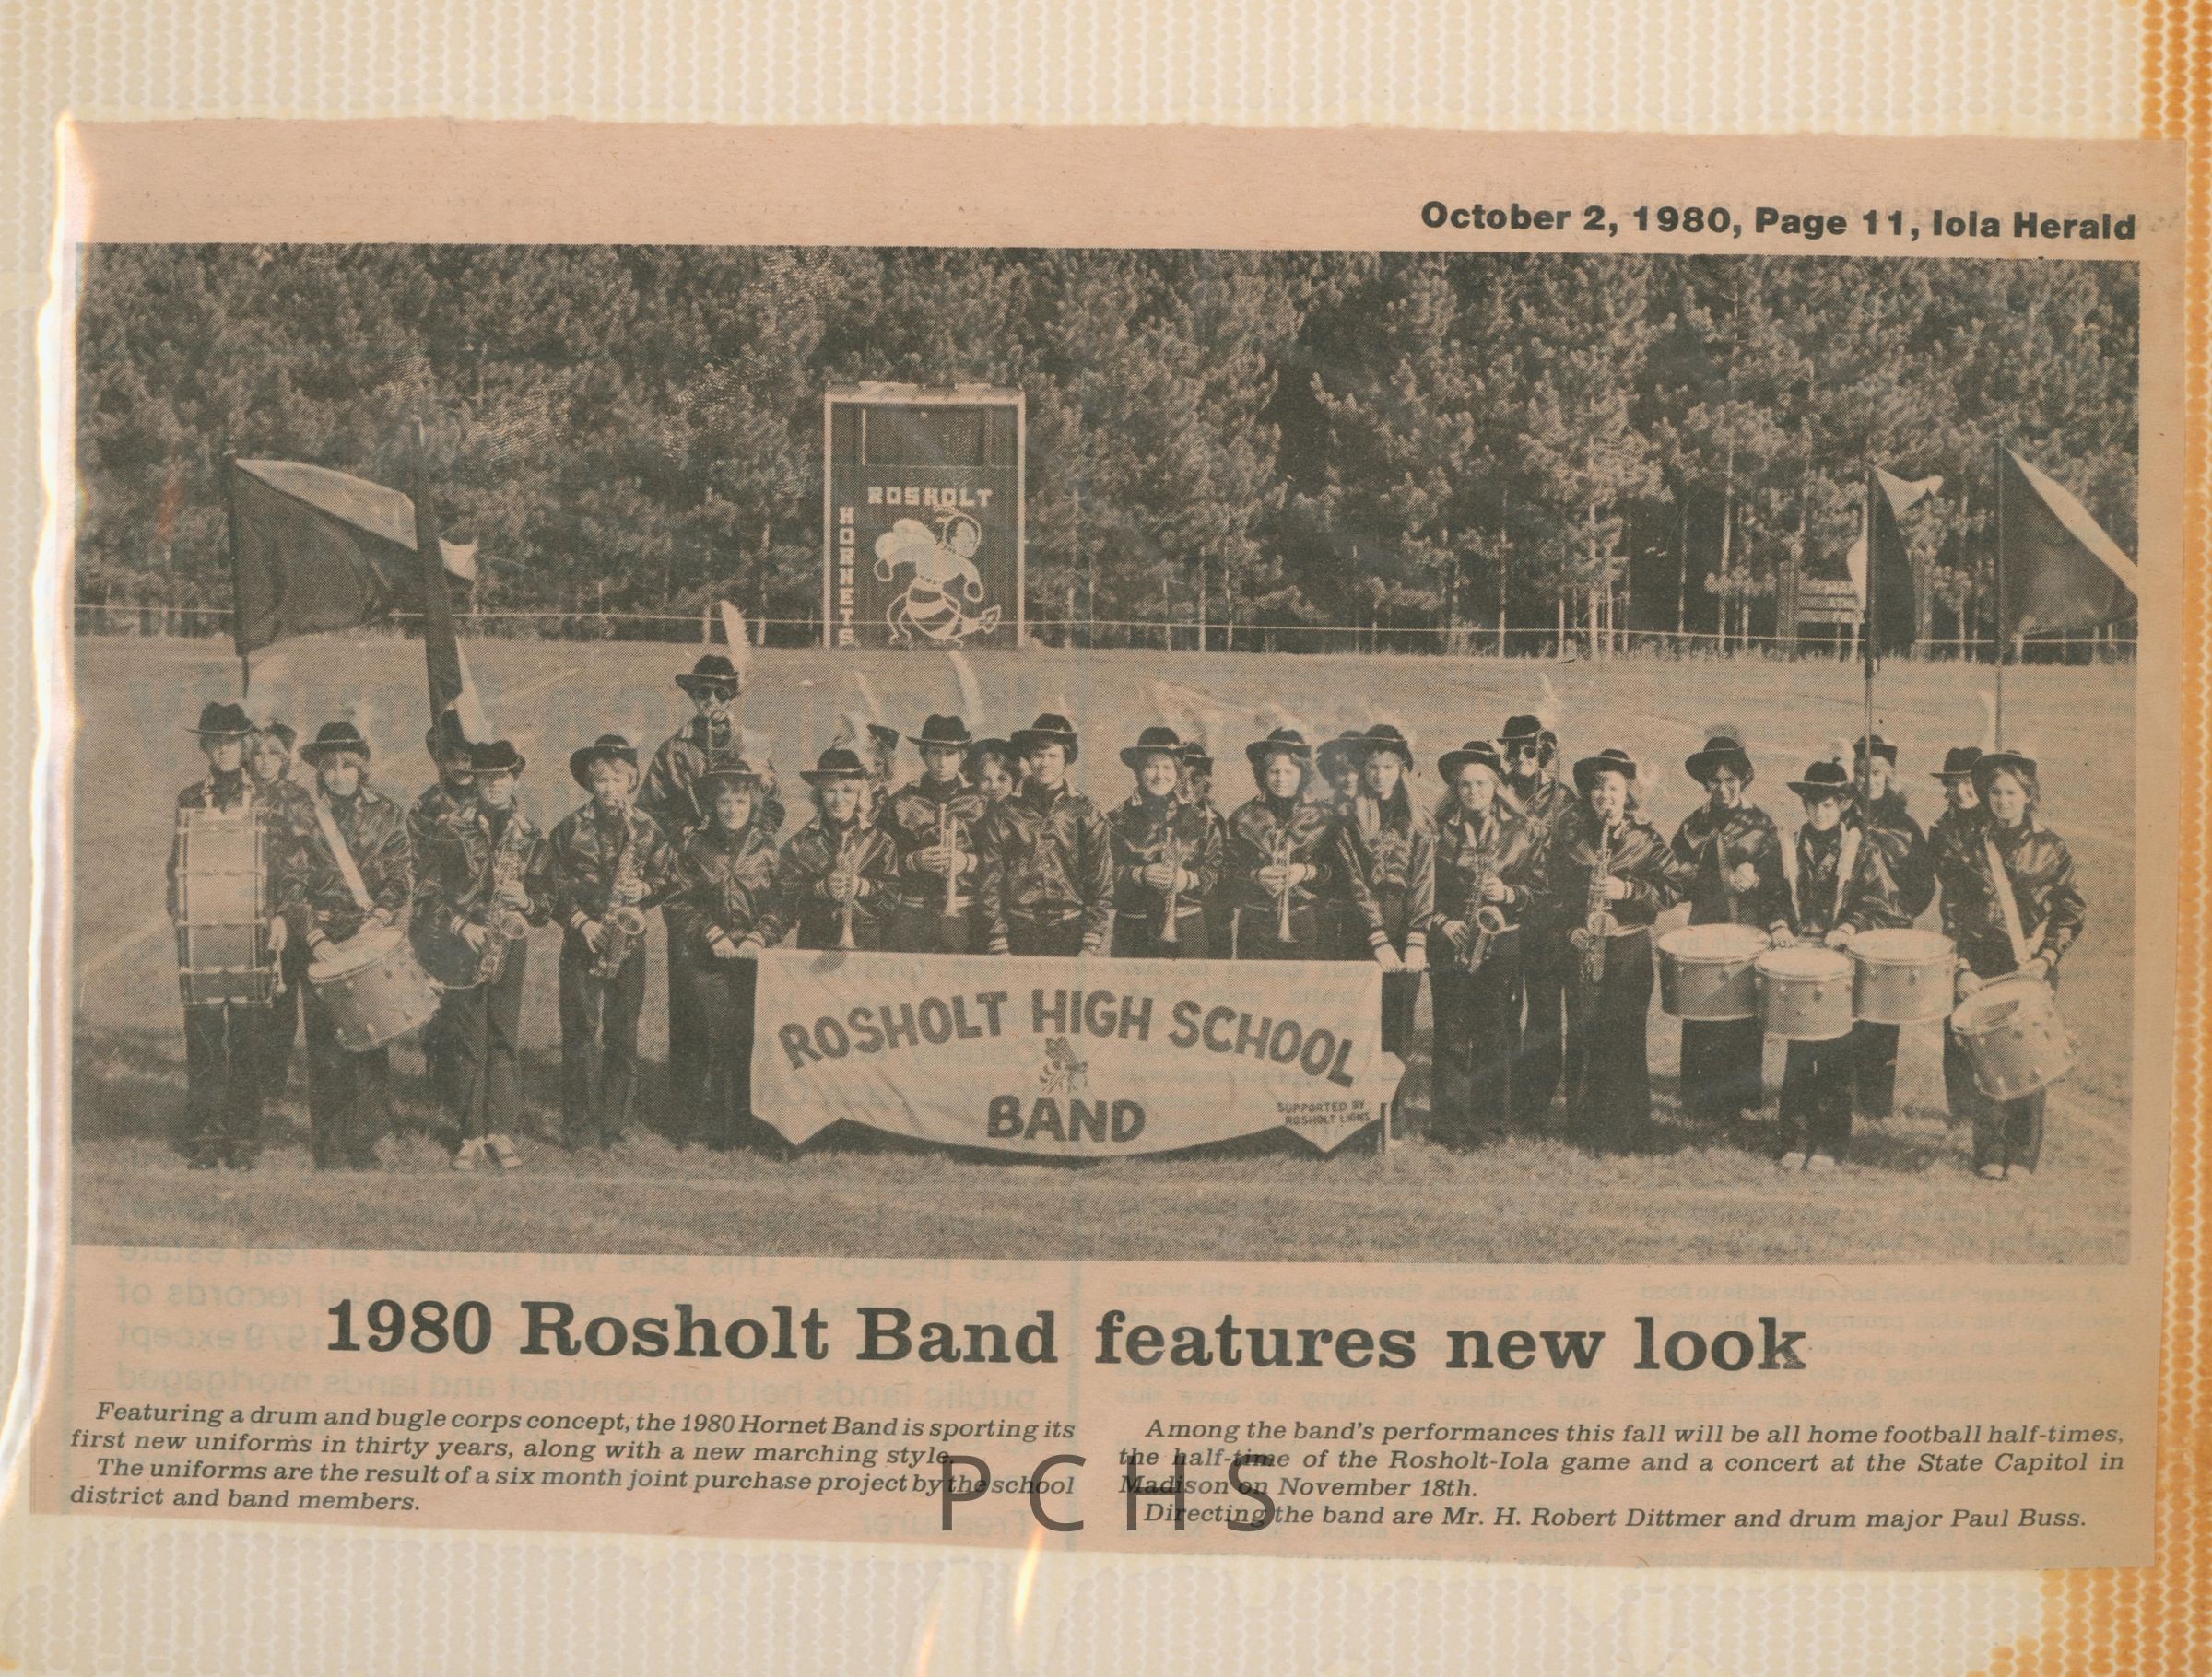 October 2, 1980, Page 11, Iola Herald
ROSHOLT
HORNETS
ROSHOLT HIGH SCHOOL
BAND
SUPPORTED BY
ROSHOLT LIONS
1980 Rosholt Band features new look
Featuring a drum and bugle corps concept, the 1980 Hornet Band is sporting its
first new uniforms in thirty years, along with a new marching style.
The uniforms are the result of a six month joint purchase project by the school
district and band members.
Among the band's performances this fall will be all home football half-times,
the half-time of the Rosholt-Iola game and a concert at the State Capitol in
Madison on November 18th.
Directing the band are Mr. H. Robert Dittmer and drum major Paul Buss.
PCHS